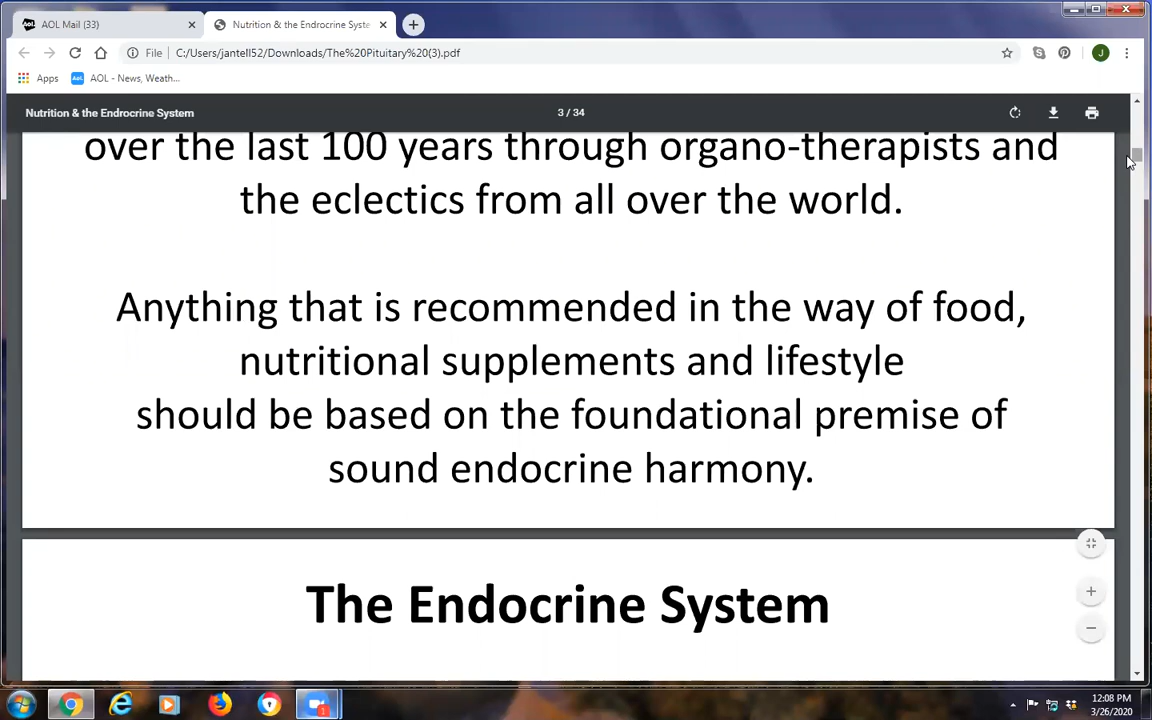 AOL Mail (33)
Nutrition & the Endocrine Syste
File
C:/Users/jantell52/Downloads/The%20Pituitary%20(3).pdf
J
Apps
AOL - News, Weath...
Nutrition & the Endocrine System
3 / 34
over the last 100 years through organo-therapists and
the eclectics from all over the world.
Anything that is recommended in the way of food,
nutritional supplements and lifestyle
should be based on the foundational premise of
sound endocrine harmony.
The Endocrine System
12:08 PM
3/26/2020